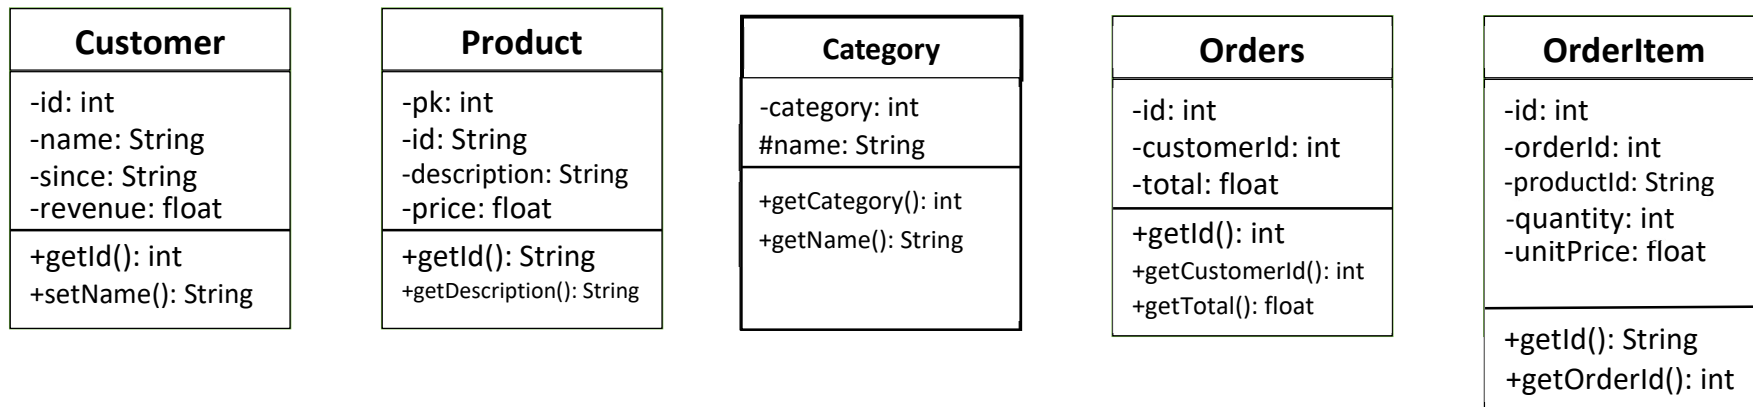 Customer
-id: int
-name: String
-since: String
-revenue: float
+getId(): int
+setName(): String
Product
-pk: int
-id: String
-description: String
-price: float
+getId(): String
+getDescription(): String
Category
-category: int
#name: String
+getCategory(): int
+getName(): String
Orders
-id: int
-customerId: int
-total: float
+getId(): int
+getCustomerId(): int
+getTotal(): float
OrderItem
-id: int
-orderId: int
-productId: String
-quantity: int
-unitPrice: float
+getId(): String
+getOrderId(): int